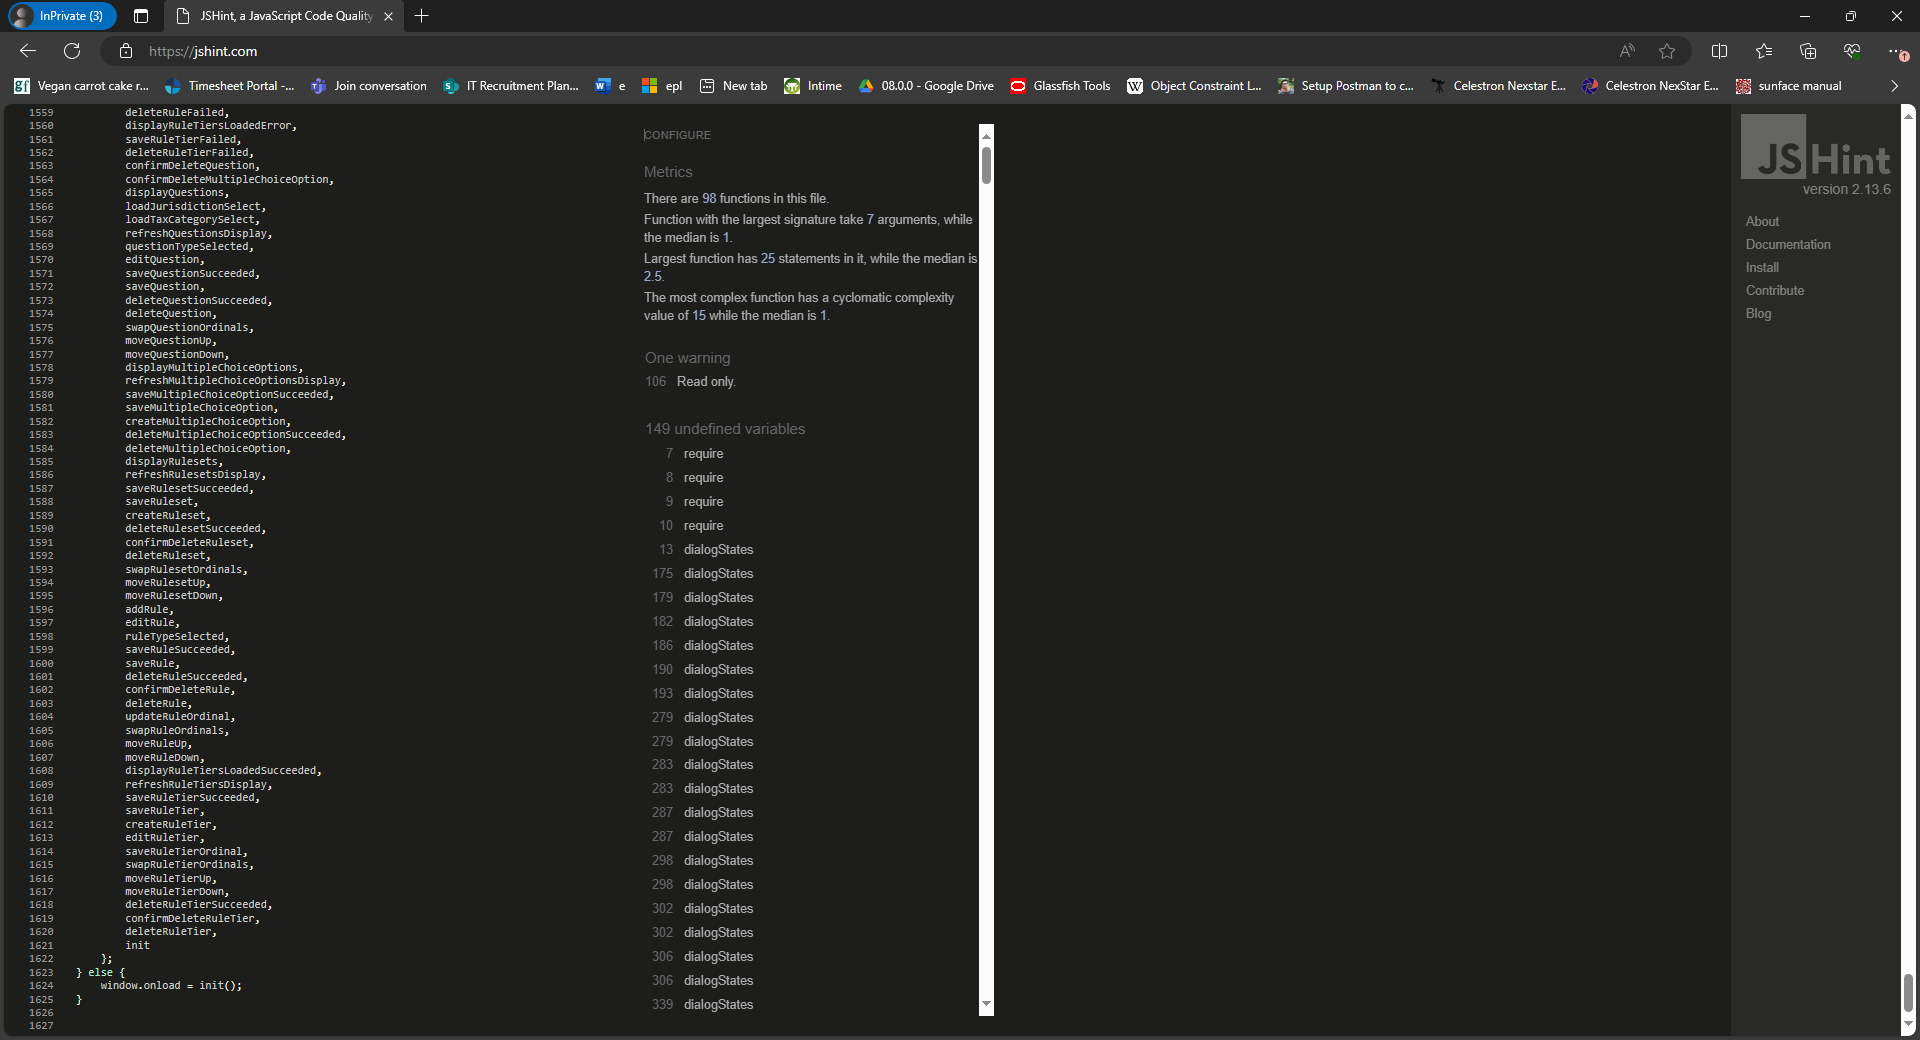 InPrivate (3)
JSHint, a JavaScript Code Quality
https://jshint.com
Vegan carrot cake r...
Timesheet Portal -...
Join conversation
IT Recruitment Plan...
e
epl
New tab
Intime
08.0.0 - Google Drive
Glassfish Tools
Object Constraint L...
Setup Postman to c...
Celestron Nexstar E...
Celestron NexStar E...
sunface manual
1559 deleteRuleFailed,
1560 displayRuleTiersLoadedError,
1561 saveRuleTierFailed,
1562 deleteRuleTierFailed,
1563 confirmDeleteQuestion,
1564 confirmDeleteMultipleChoiceOption,
1565 displayQuestions,
1566 loadJurisdictionSelect,
1567 loadTaxCategorySelect,
1568 refreshQuestionsDisplay,
1569 questionTypeSelected,
1570 editQuestion,
1571 saveQuestionSucceeded,
1572 saveQuestion,
1573 deleteQuestionSucceeded,
1574 deleteQuestion,
1575 swapQuestionOrdinals,
1576 moveQuestionUp,
1577 moveQuestionDown,
1578 displayMultipleChoiceOptions,
1579 refreshMultipleChoiceOptionsDisplay,
1580 saveMultipleChoiceOptionSucceeded,
1581 saveMultipleChoiceOption,
1582 createMultipleChoiceOption,
1583 deleteMultipleChoiceOptionSucceeded,
1584 deleteMultipleChoiceOption,
1585 displayRulesets,
1586 refreshRulesetsDisplay,
1587 saveRulesetSucceeded,
1588 saveRuleset,
1589 createRuleset,
1590 deleteRulesetSucceeded,
1591 confirmDeleteRuleset,
1592 deleteRuleset,
1593 swapRulesetOrdinals,
1594 moveRulesetUp,
1595 moveRulesetDown,
1596 addRule,
1597 editRule,
1598 ruleTypeSelected,
1599 saveRuleSucceeded,
1600 saveRule,
1601 deleteRuleSucceeded,
1602 confirmDeleteRule,
1603 deleteRule,
1604 updateRuleOrdinal,
1605 swapRuleOrdinals,
1606 moveRuleUp,
1607 moveRuleDown,
1608 displayRuleTiersLoadedSucceeded,
1609 refreshRuleTiersDisplay,
1610 saveRuleTierSucceeded,
1611 saveRuleTier,
1612 createRuleTier,
1613 editRuleTier,
1614 saveRuleTierOrdinal,
1615 swapRuleTierOrdinals,
1616 moveRuleTierUp,
1617 moveRuleTierDown,
1618 deleteRuleTierSucceeded,
1619 confirmDeleteRuleTier,
1620 deleteRuleTier,
1621 init
1622 };
1623 } else {
1624 window.onload = init();
1625 }
1626
1627
CONFIGURE
Metrics
There are 98 functions in this file.
Function with the largest signature take 7 arguments, while
the median is 1.
Largest function has 25 statements in it, while the median is
2.5.
The most complex function has a cyclomatic complexity
value of 15 while the median is 1.
One warning
106 Read only.
149 undefined variables
7 require
8 require
9 require
10 require
13 dialogStates
175 dialogStates
179 dialogStates
182 dialogStates
186 dialogStates
190 dialogStates
193 dialogStates
279 dialogStates
279 dialogStates
283 dialogStates
283 dialogStates
287 dialogStates
287 dialogStates
298 dialogStates
298 dialogStates
302 dialogStates
302 dialogStates
306 dialogStates
306 dialogStates
339 dialogStates
JSHint
version 2.13.6
About
Documentation
Install
Contribute
Blog